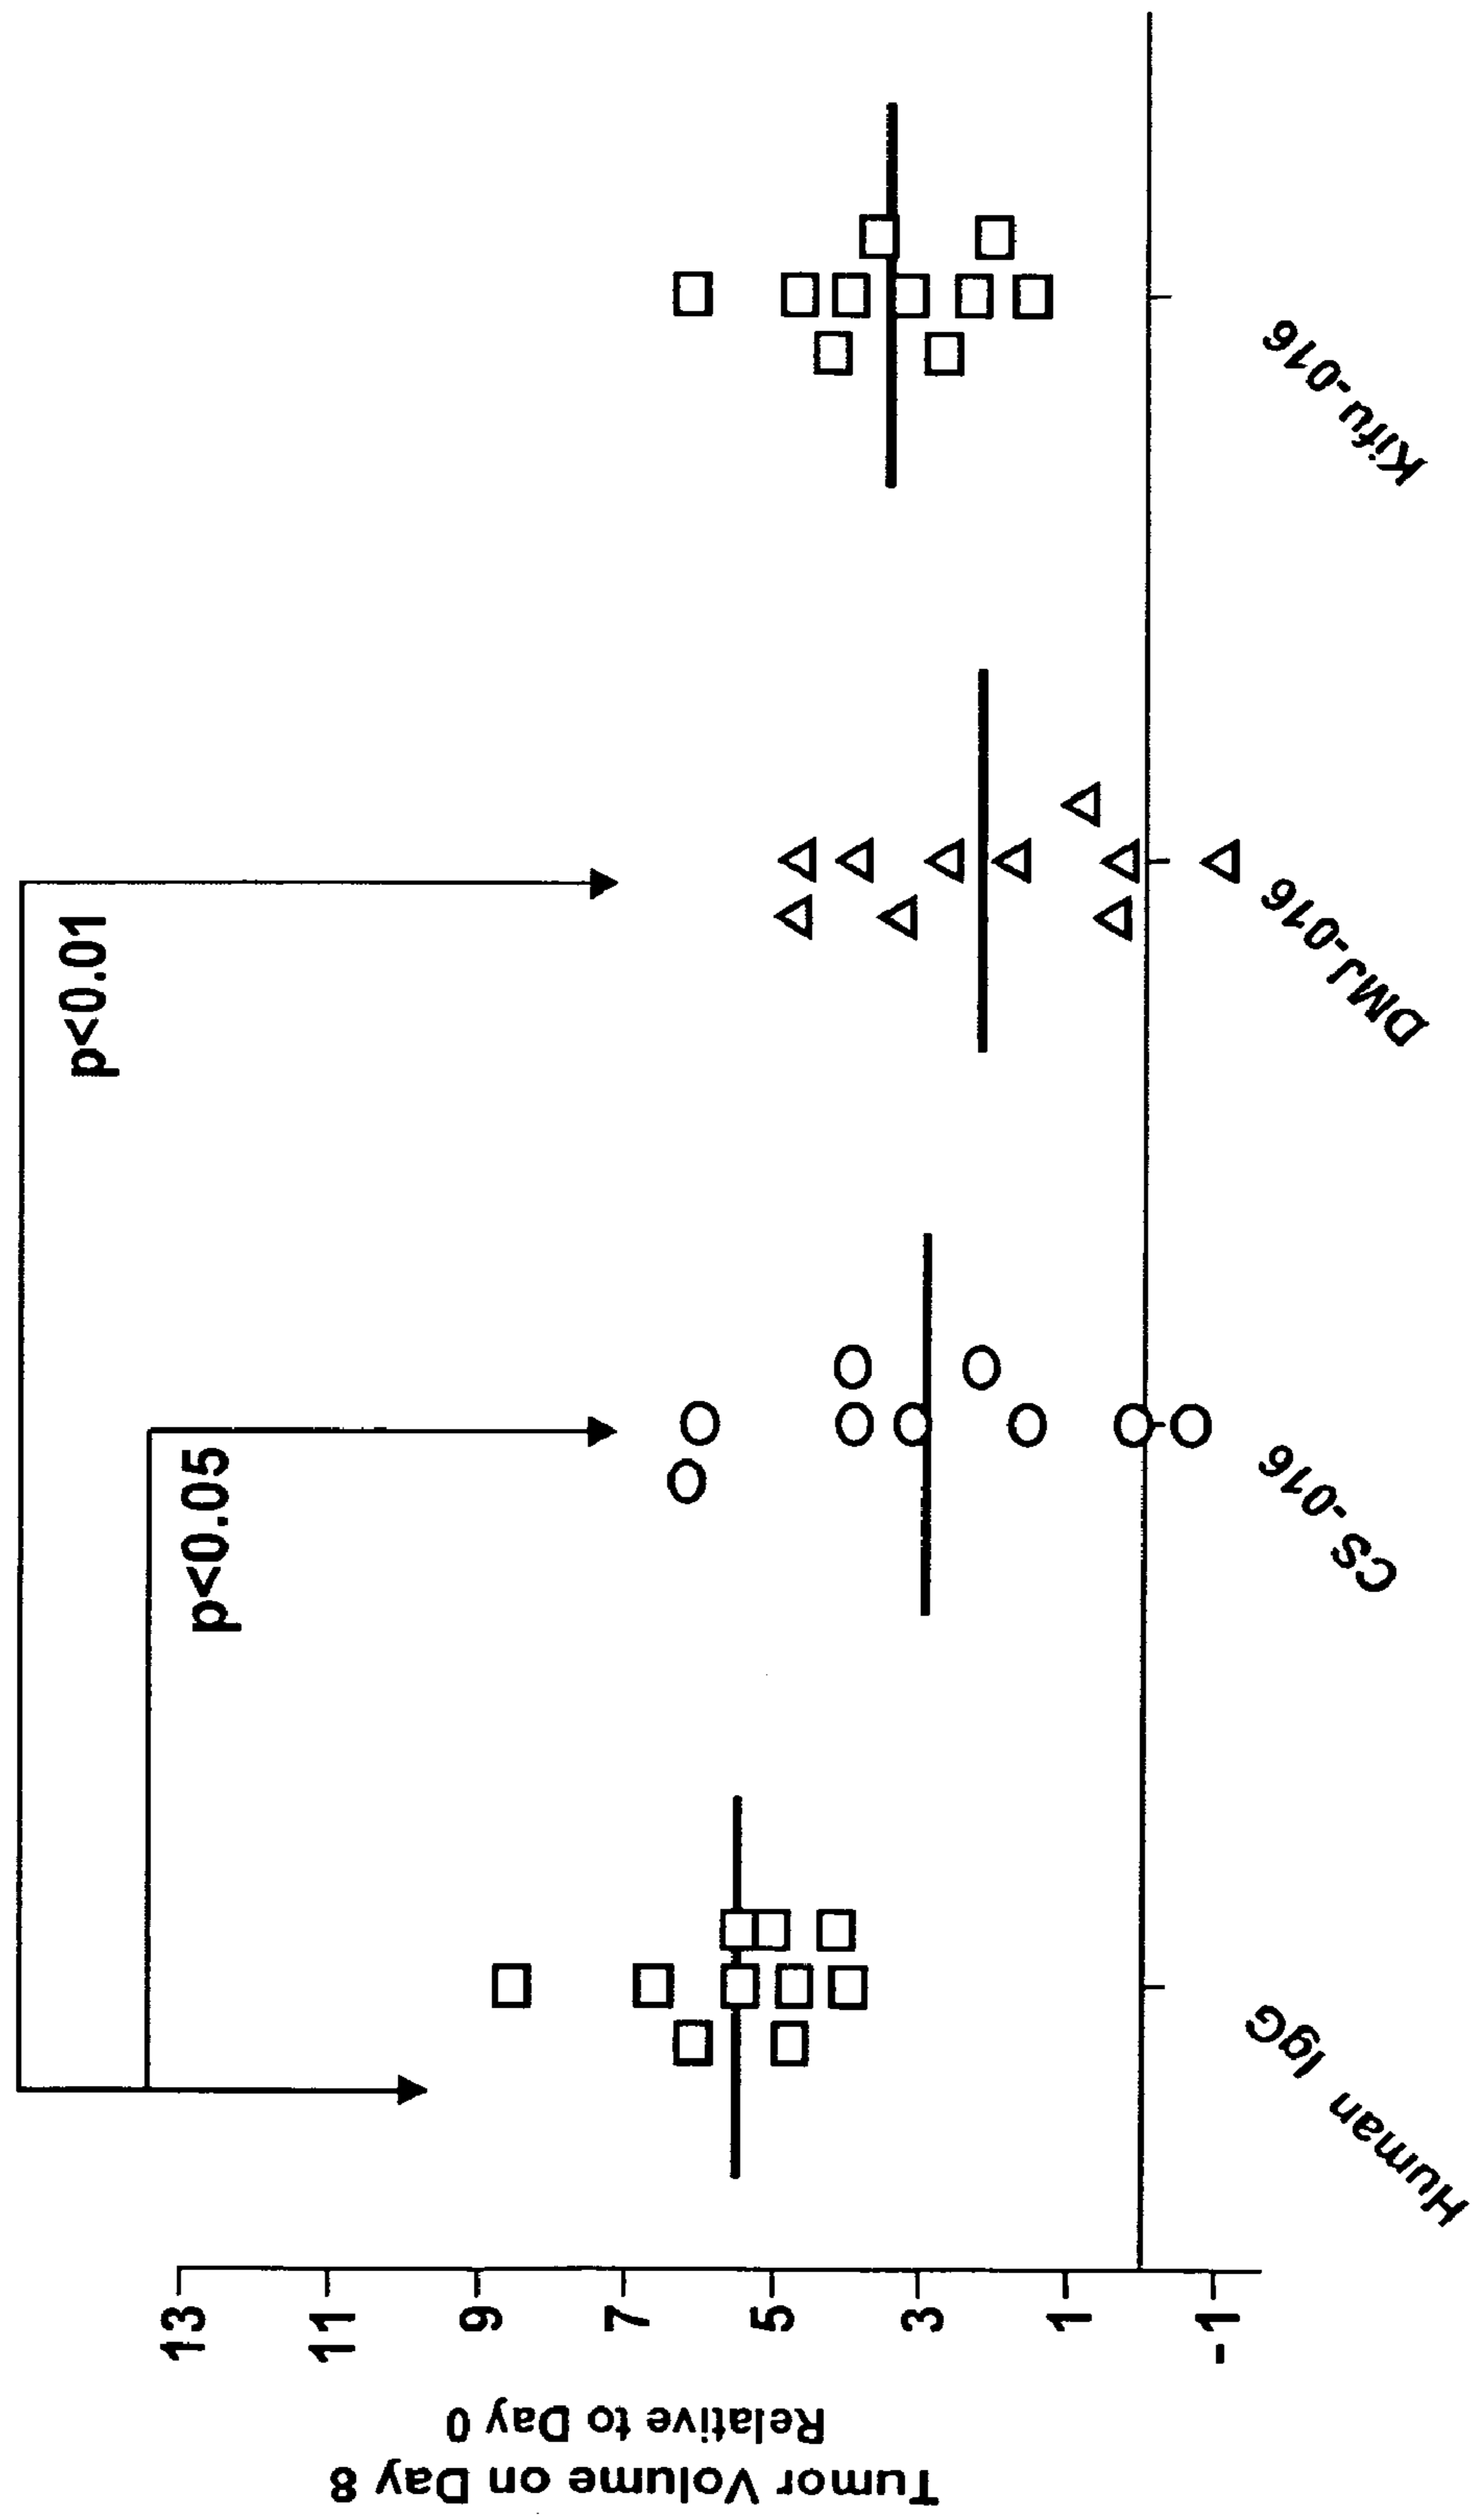 p<0.01
p<0.05
Tumor Volume on Day 8
Relative to Day 0
13
11
9
7
5
3
1
-1
Human IgG
CS -016
DMJ -016
Kifu -016